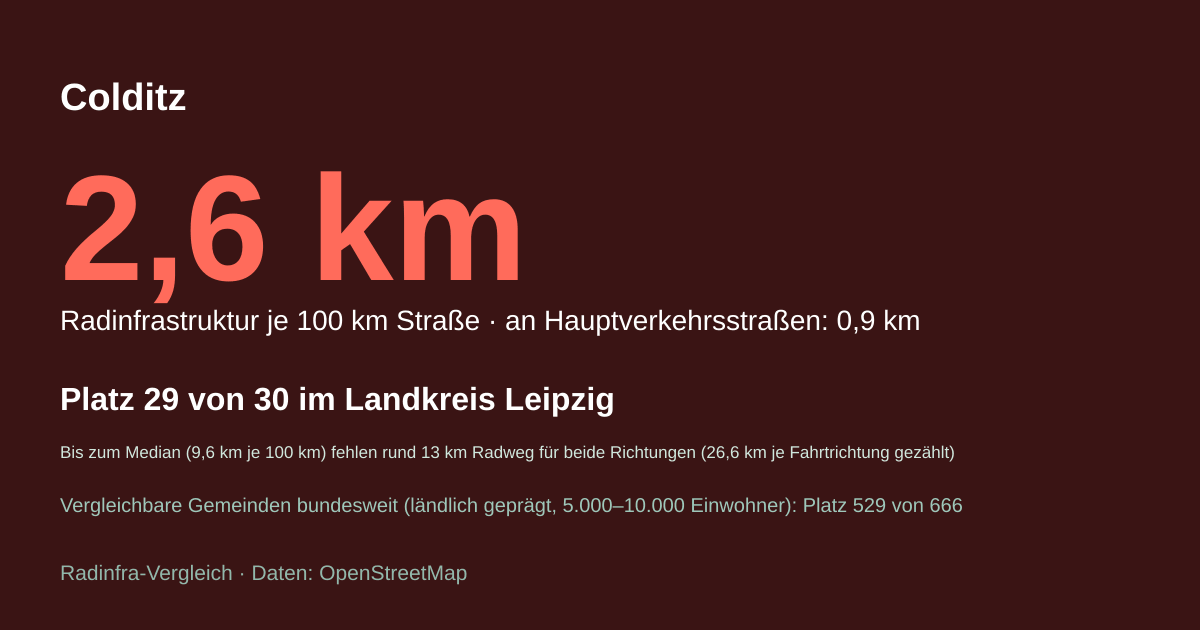 Colditz
2,6 km
Radinfrastruktur je 100 km Straße · an Hauptverkehrsstraßen: 0,9 km
Platz 29 von 30 im Landkreis Leipzig
Bis zum Median (9,6 km je 100 km) fehlen rund 13 km Radweg für beide Richtungen (26,6 km je Fahrtrichtung gezählt)
Vergleichbare Gemeinden bundesweit (ländlich geprägt, 5.000–10.000 Einwohner): Platz 529 von 666
Radinfra-Vergleich · Daten: OpenStreetMap